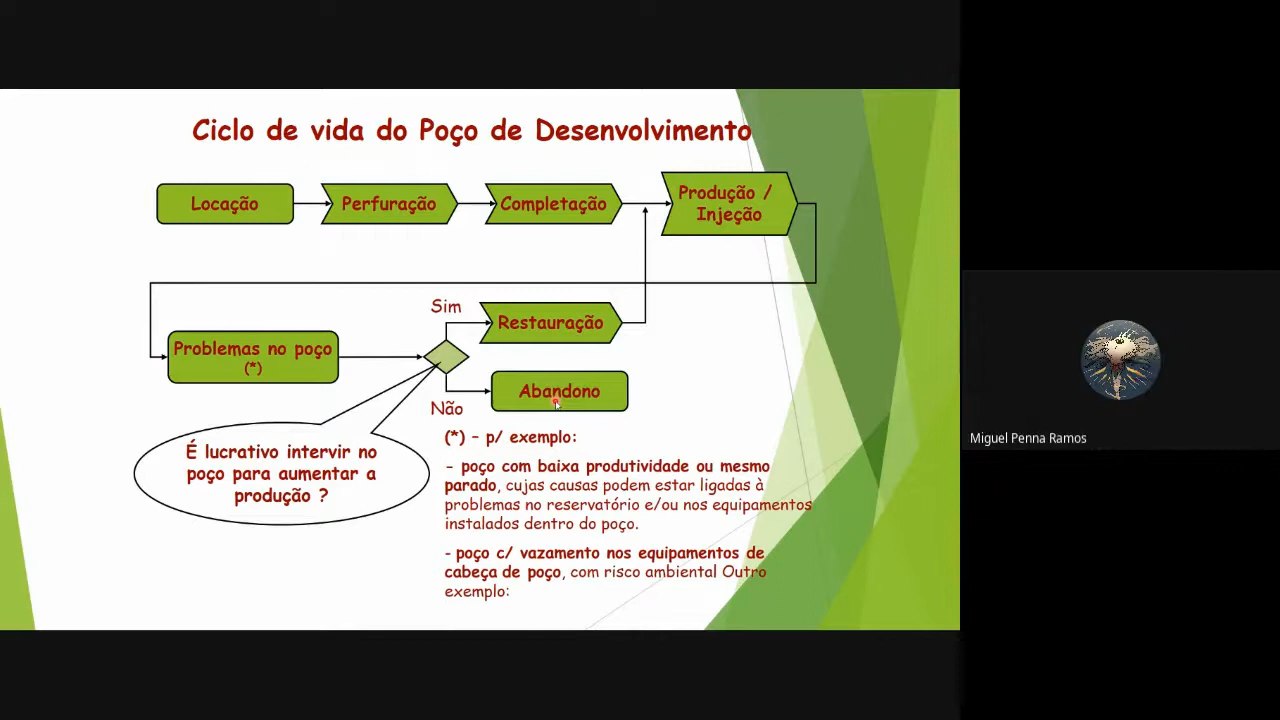 Ciclo de vida do Poço de Desenvolvimento
Locação
Perfuração
Completação
Produção /
Injeção
Sim
Restauração
Problemas no poço
(*)
Abandono
Não
É lucrativo intervir no
poço para aumentar a
produção ?
(*) – p/ exemplo:
– poço com baixa produtividade ou mesmo
parado, cujas causas podem estar ligadas à
problemas no reservatório e/ou nos equipamentos
instalados dentro do poço.
- poço c/ vazamento nos equipamentos de
cabeça de poço, com risco ambiental Outro
exemplo:
Miguel Penna Ramos